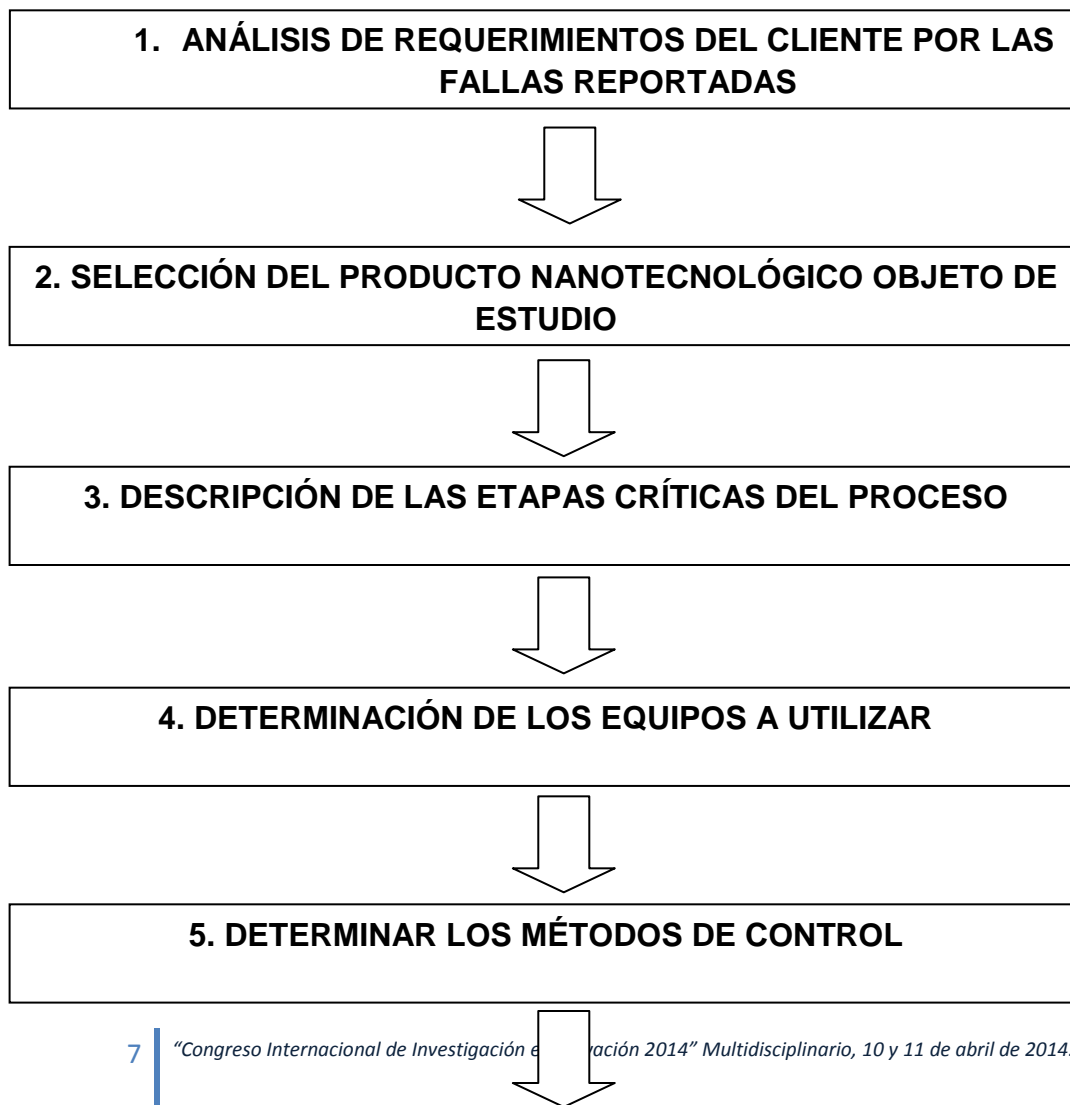 1. ANÁLISIS DE REQUERIMIENTOS DEL CLIENTE POR LAS
FALLAS REPORTADAS
2. SELECCIÓN DEL PRODUCTO NANOTECNOLÓGICO OBJETO DE
ESTUDIO
3. DESCRIPCIÓN DE LAS ETAPAS CRÍTICAS DEL PROCESO
4. DETERMINACIÓN DE LOS EQUIPOS A UTILIZAR
5. DETERMINAR LOS MÉTODOS DE CONTROL
7 “Congreso Internacional de Investigación e vación 2014” Multidisciplinario, 10 y 11 de abril de 2014.